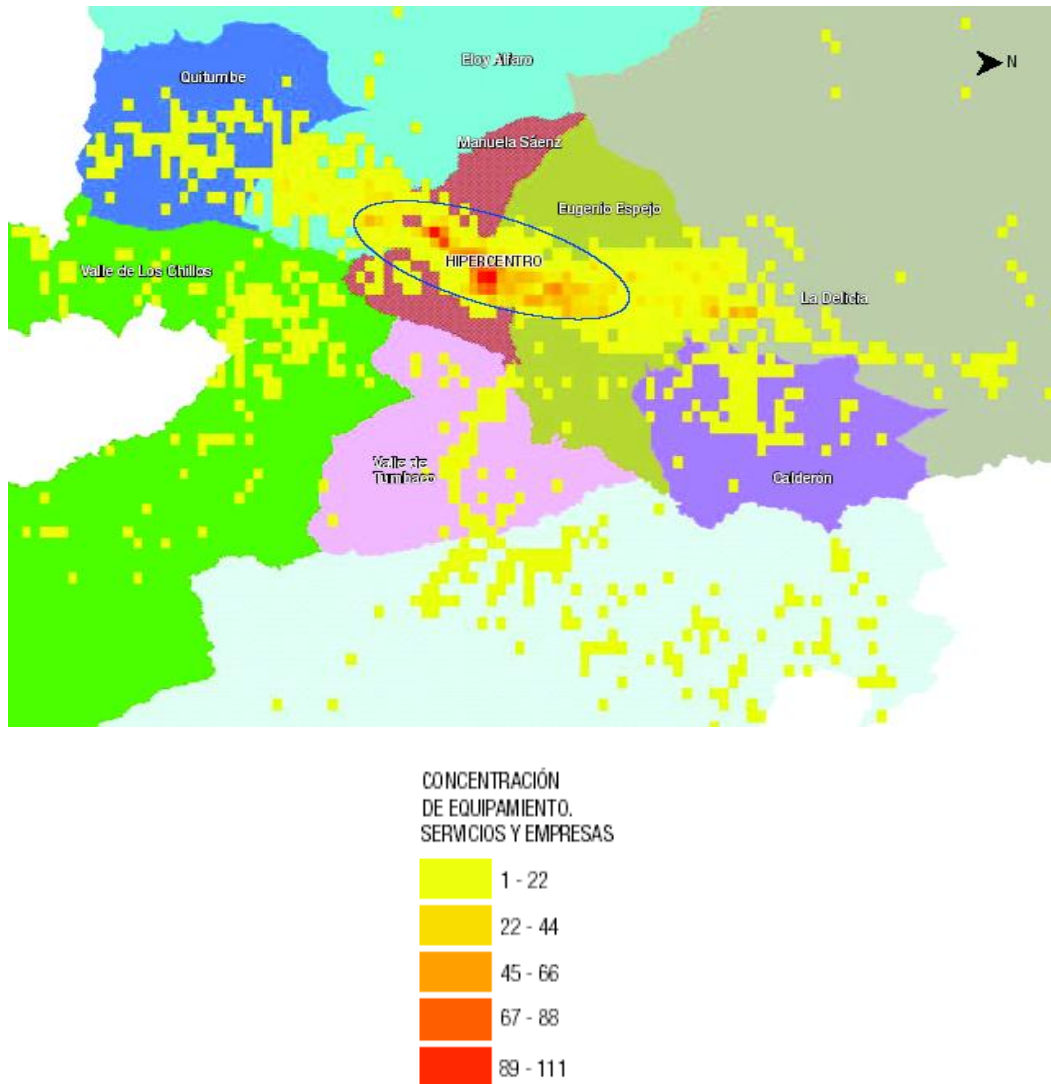 Eloy Alfaro
N
Quitumbe
Manuela Sáenz
Eugenio Espejo
HIPERCENTRO
Valle de Los Chillos
La Delicia
Valle de
Tumbaco
Calderón
CONCENTRACIÓN
DE EQUIPAMIENTO.
SERVICIOS Y EMPRESAS
1 - 22
22 - 44
45 - 66
67 - 88
89 - 111